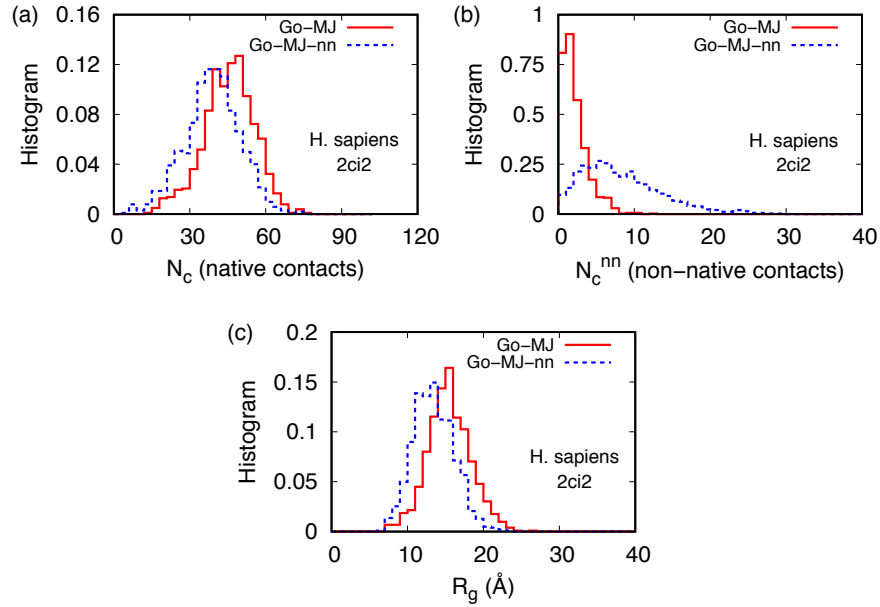 (a)
Histogram
0.16
0.12
0.08
0.04
0
Go-MJ
Go-MJ-nn
H. sapiens
2ci2
0 30 60 90 120
N_c (native contacts)
(b)
Histogram
1
0.75
0.5
0.25
0
Go-MJ
Go-MJ-nn
H. sapiens
2ci2
0 10 20 30 40
N_c^nn (non-native contacts)
(c)
Histogram
0.2
0.15
0.1
0.05
0
Go-MJ
Go-MJ-nn
H. sapiens
2ci2
0 10 20 30 40
R_g (Å)